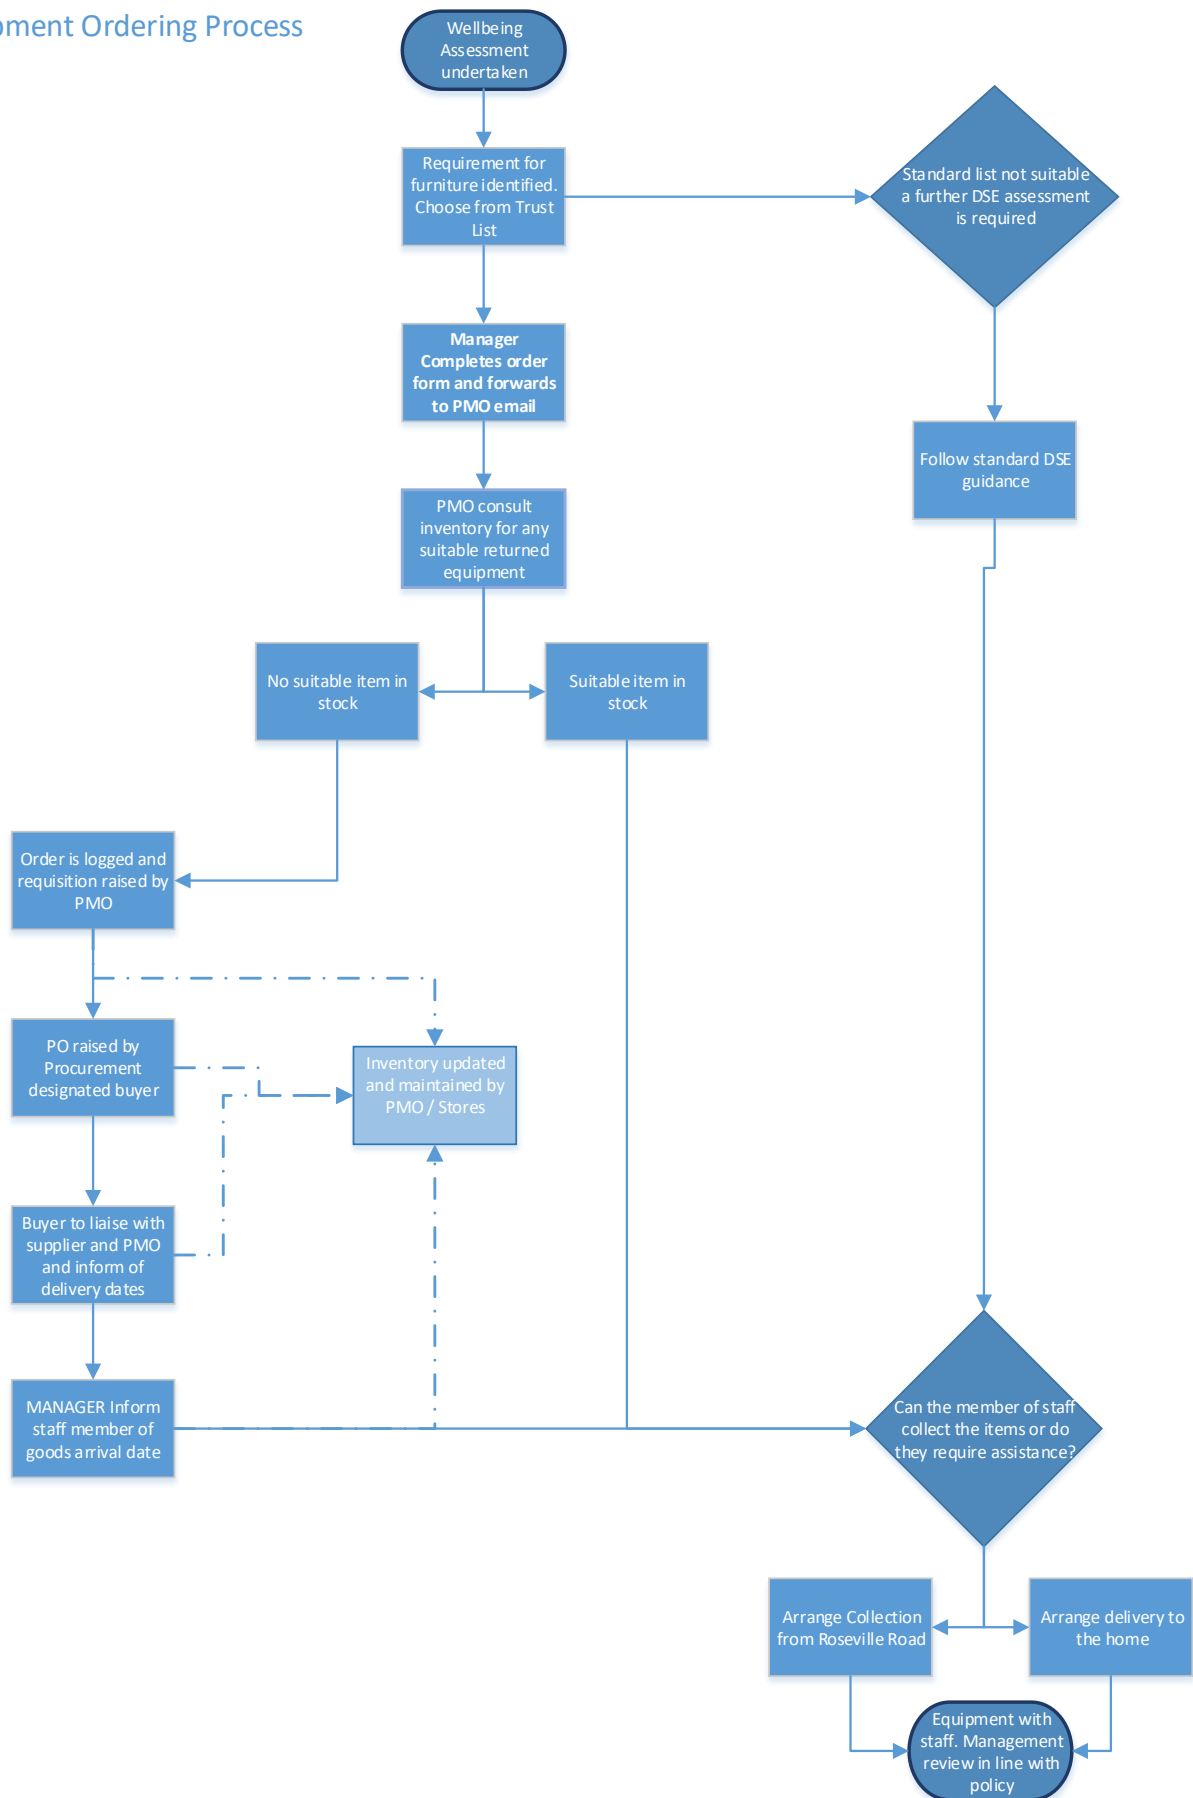 pment Ordering Process
Wellbeing
Assessment
undertaken
Requirement for
furniture identified.
Choose from Trust
List
Standard list not suitable
a further DSE assessment
is required
Manager
Completes order
form and forwards
to PMO email
Follow standard DSE
guidance
PMO consult
inventory for any
suitable returned
equipment
No suitable item in
stock
Suitable item in
stock
Order is logged and
requisition raised by
PMO
PO raised by
Procurement
designated buyer
Inventory updated
and maintained by
PMO / Stores
Buyer to liaise with
supplier and PMO
and inform of
delivery dates
MANAGER Inform
staff member of
goods arrival date
Can the member of staff
collect the items or do
they require assistance?
Arrange Collection
from Roseville Road
Arrange delivery to
the home
Equipment with
staff. Management
review in line with
policy